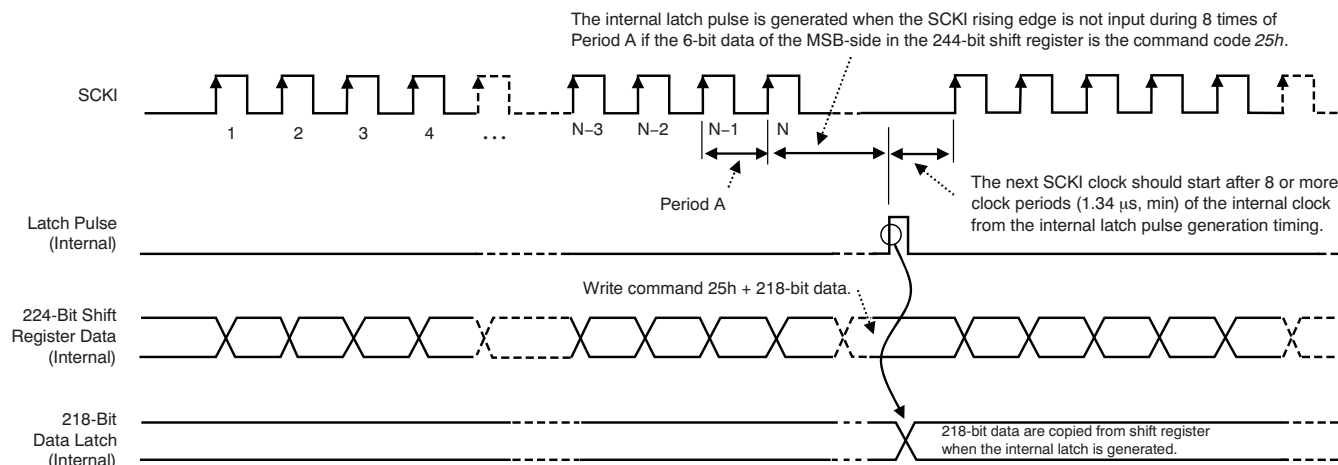 The internal latch pulse is generated when the SCKI rising edge is not input during 8 times of
Period A if the 6-bit data of the MSB-side in the 244-bit shift register is the command code 25h.
SCKI
1 2 3 4 ... N−3 N−2 N−1 N
Period A
The next SCKI clock should start after 8 or more
clock periods (1.34 μs, min) of the internal clock
from the internal latch pulse generation timing.
Latch Pulse
(Internal)
Write command 25h + 218-bit data.
224-Bit Shift
Register Data
(Internal)
218-Bit
Data Latch
(Internal)
218-bit data are copied from shift register
when the internal latch is generated.